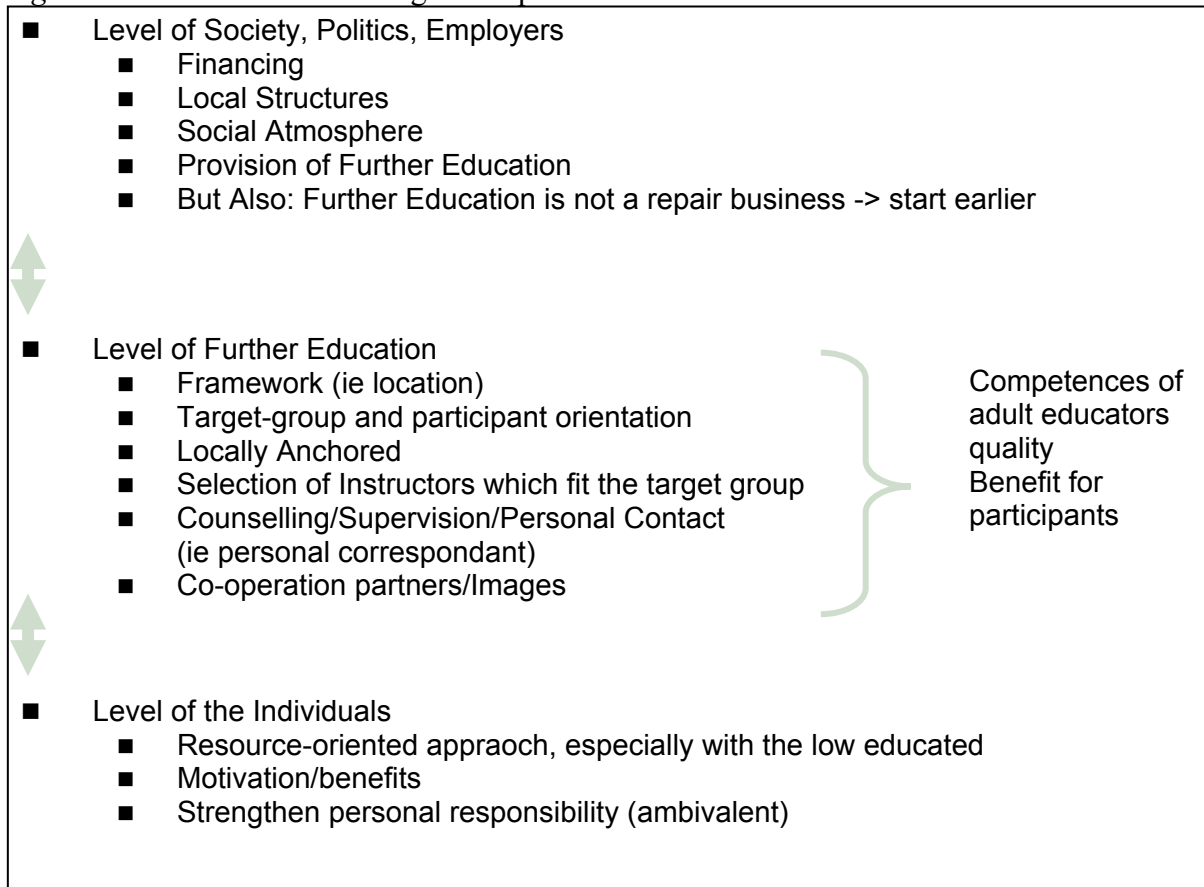 ■ Level of Society, Politics, Employers
■ Financing
■ Local Structures
■ Social Atmosphere
■ Provision of Further Education
■ But Also: Further Education is not a repair business -> start earlier
■ Level of Further Education
■ Framework (ie location)
■ Target-group and participant orientation
■ Locally Anchored
■ Selection of Instructors which fit the target group
■ Counselling/Supervision/Personal Contact
(ie personal correspondant)
■ Co-operation partners/Images
Competences of
adult educators
quality
Benefit for
participants
■ Level of the Individuals
■ Resource-oriented appraoch, especially with the low educated
■ Motivation/benefits
■ Strengthen personal responsibility (ambivalent)